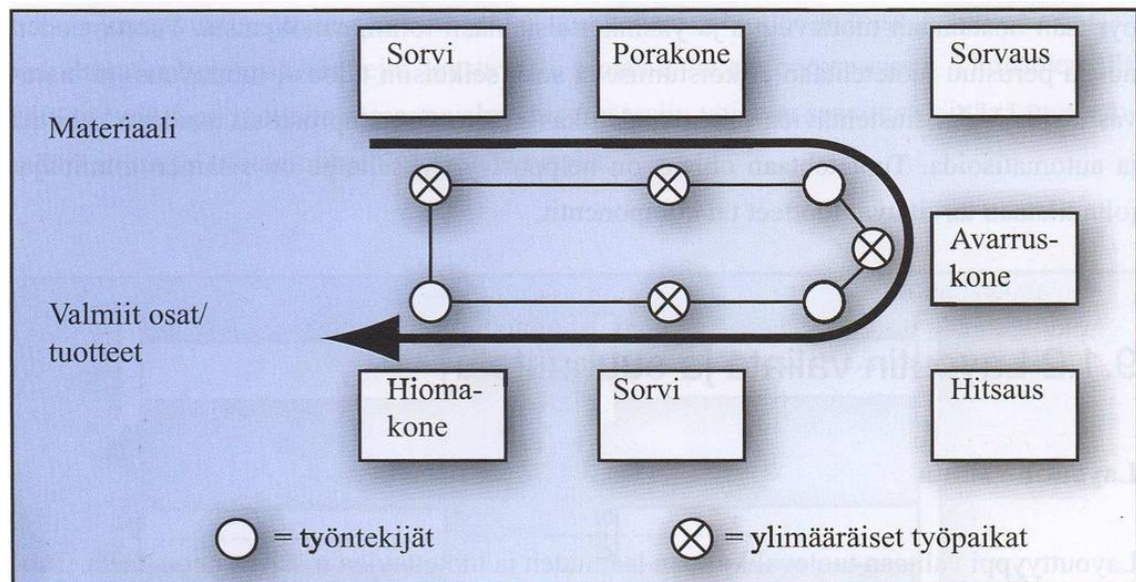 Sorvi
Porakone
Sorvaus
Materiaali
Avarrus-
kone
Valmiit osat/
tuotteet
Hioma-
kone
Sorvi
Hitsaus
= työntekijät
= ylimääräiset työpaikat